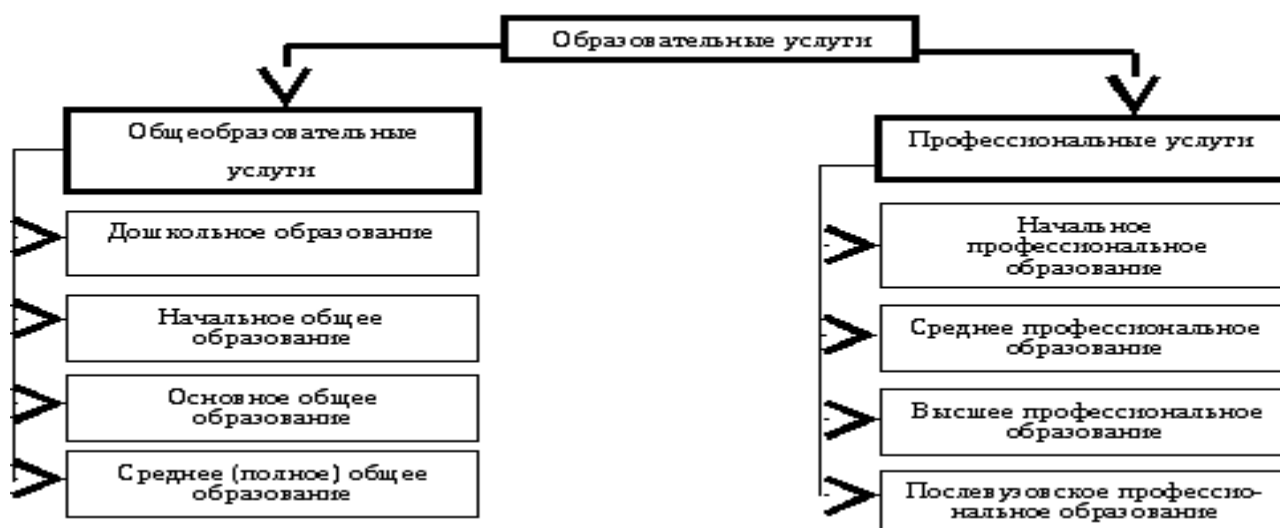 Образовательные услуги
Общеобразовательные
услуги
Дошкольное образование
Начальное общее
образование
Основное общее
образование
Среднее (полное) общее
образование
Профессиональные услуги
Начальное
профессиональное
образование
Среднее профессиональное
образование
Высшее профессиональное
образование
Послевузовское профессио-
нальное образование